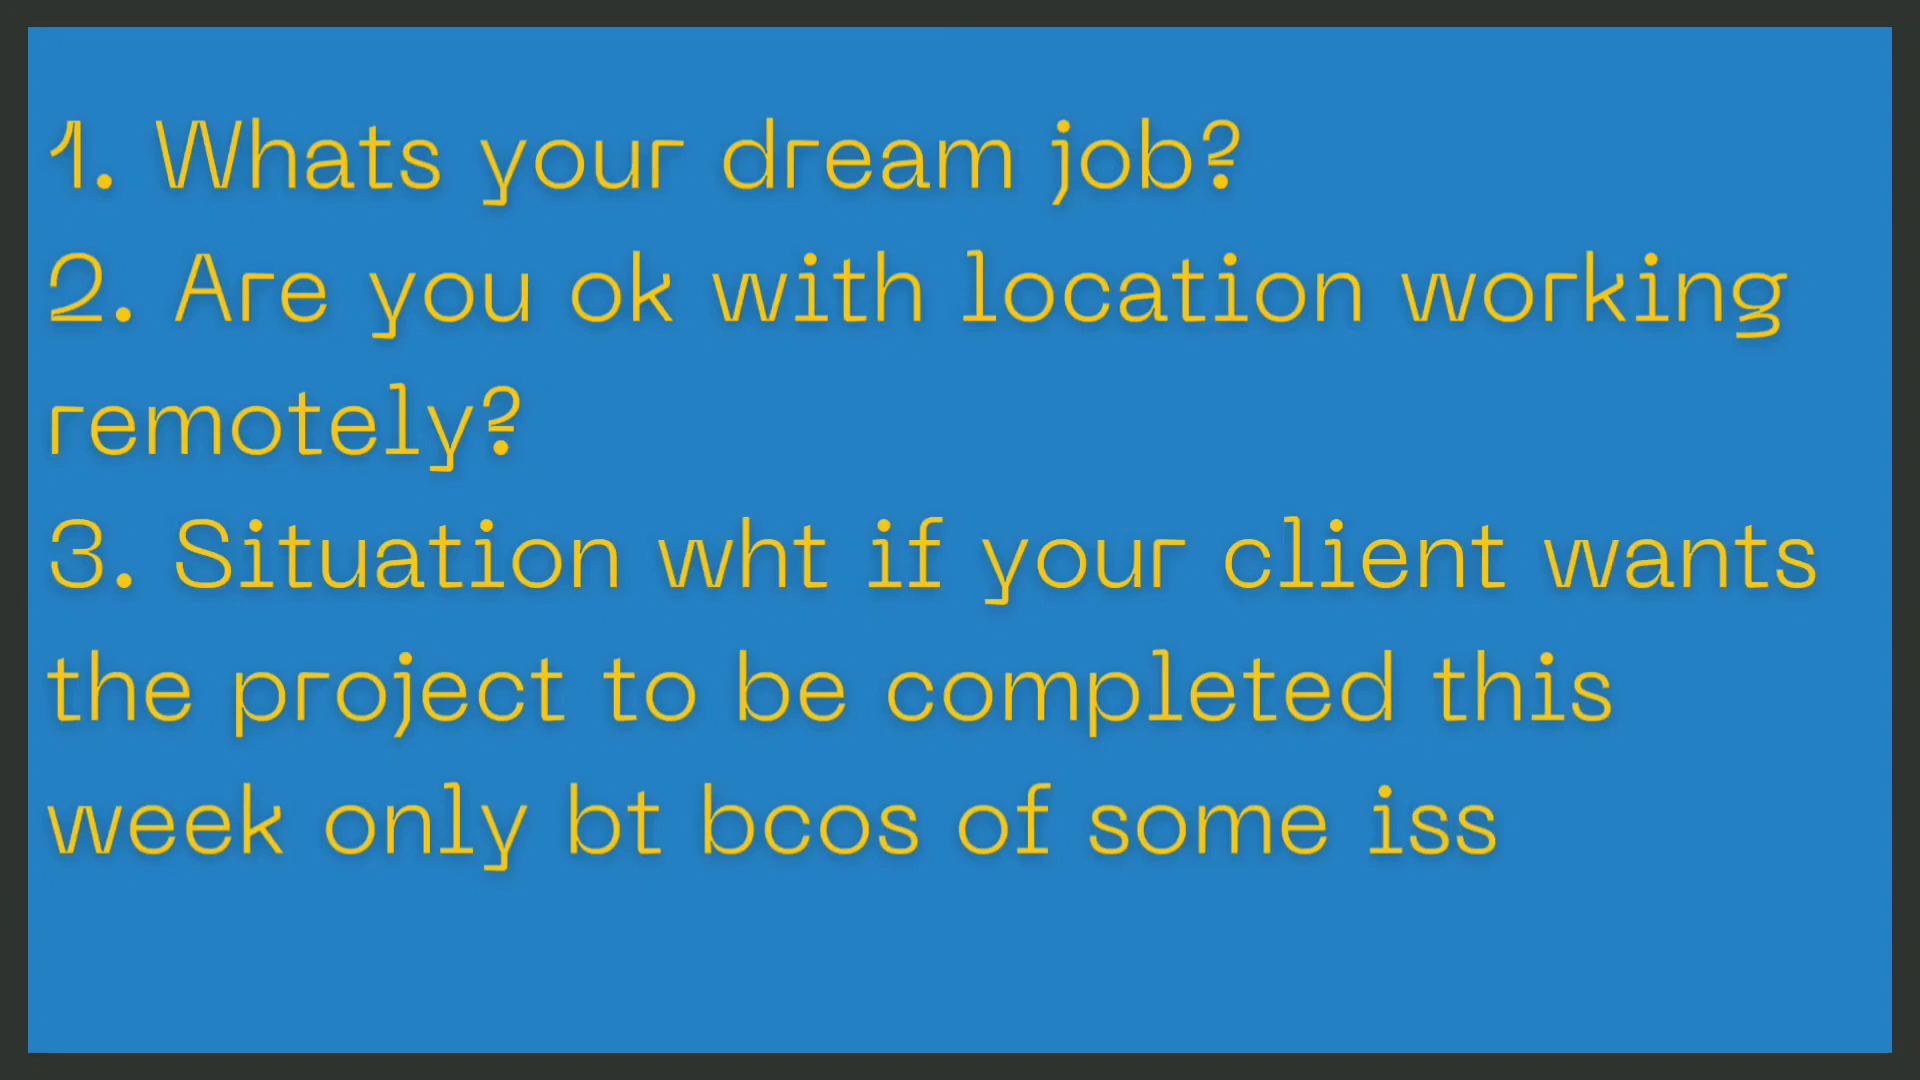 1. Whats your dream job?
2. Are you ok with location working
remotely?
3. Situation wht if your client wants
the project to be completed this
week only bt bcos of some iss